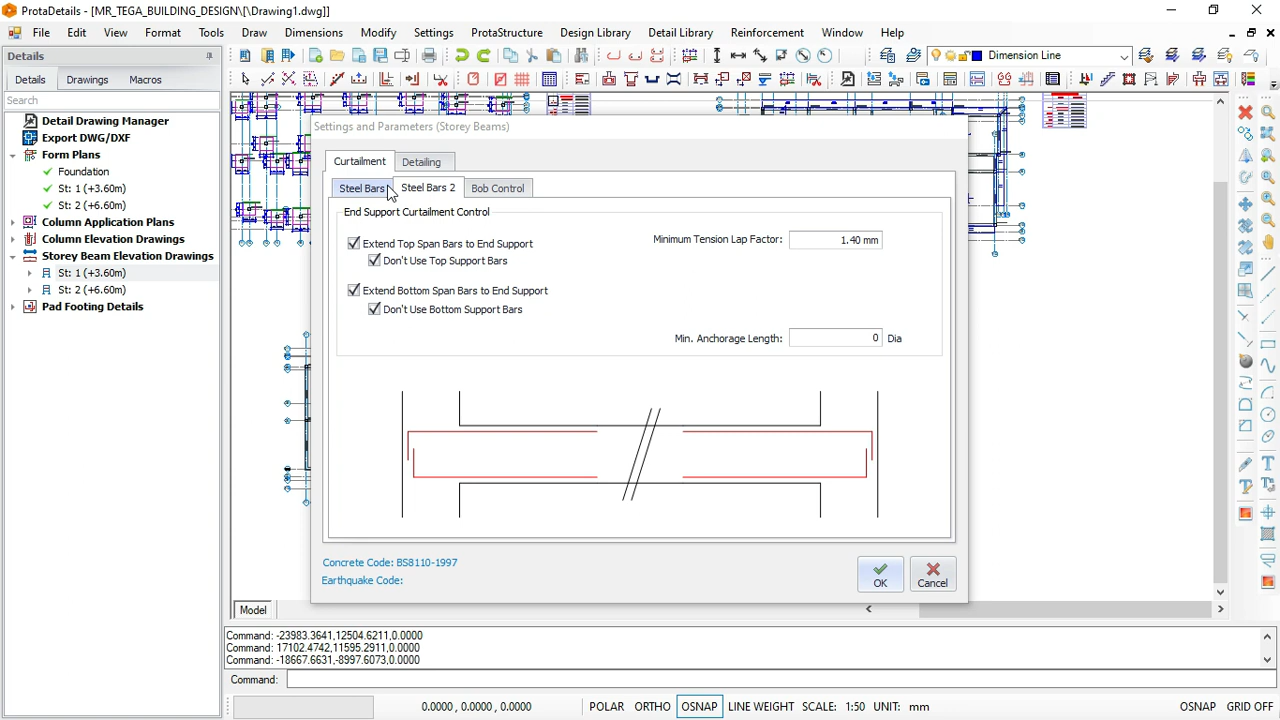 ProtaDetails - [MR_TEGA_BUILDING_DESIGN\[\Drawing1.dwg]]
File Edit View Format Tools Draw Dimensions Modify Settings ProtaStructure Design Library Detail Library Reinforcement Window Help
Details
Dimension Line
Details Drawings Macros
Search
Detail Drawing Manager
Export DWG/DXF
Form Plans
Foundation
St: 1 (+3.60m)
St: 2 (+6.60m)
Column Application Plans
Column Elevation Drawings
Storey Beam Elevation Drawings
St: 1 (+3.60m)
St: 2 (+6.60m)
Pad Footing Details
Settings and Parameters (Storey Beams)
Curtailment Detailing
Steel Bars Steel Bars 2 Bob Control
End Support Curtailment Control
Extend Top Span Bars to End Support
Minimum Tension Lap Factor: 1.40 mm
Don't Use Top Support Bars
Extend Bottom Span Bars to End Support
Don't Use Bottom Support Bars
Min. Anchorage Length: 0 Dia
Concrete Code: BS8110-1997
Earthquake Code:
OK Cancel
Model
Command: -23983.3641,12504.6211,0.0000
Command: 17102.4742,11595.2911,0.0000
Command: -18667.6631,-8997.6073,0.0000
Command:
0.0000 , 0.0000 , 0.0000 POLAR ORTHO OSNAP LINE WEIGHT SCALE: 1:50 UNIT: mm OSNAP GRID OFF